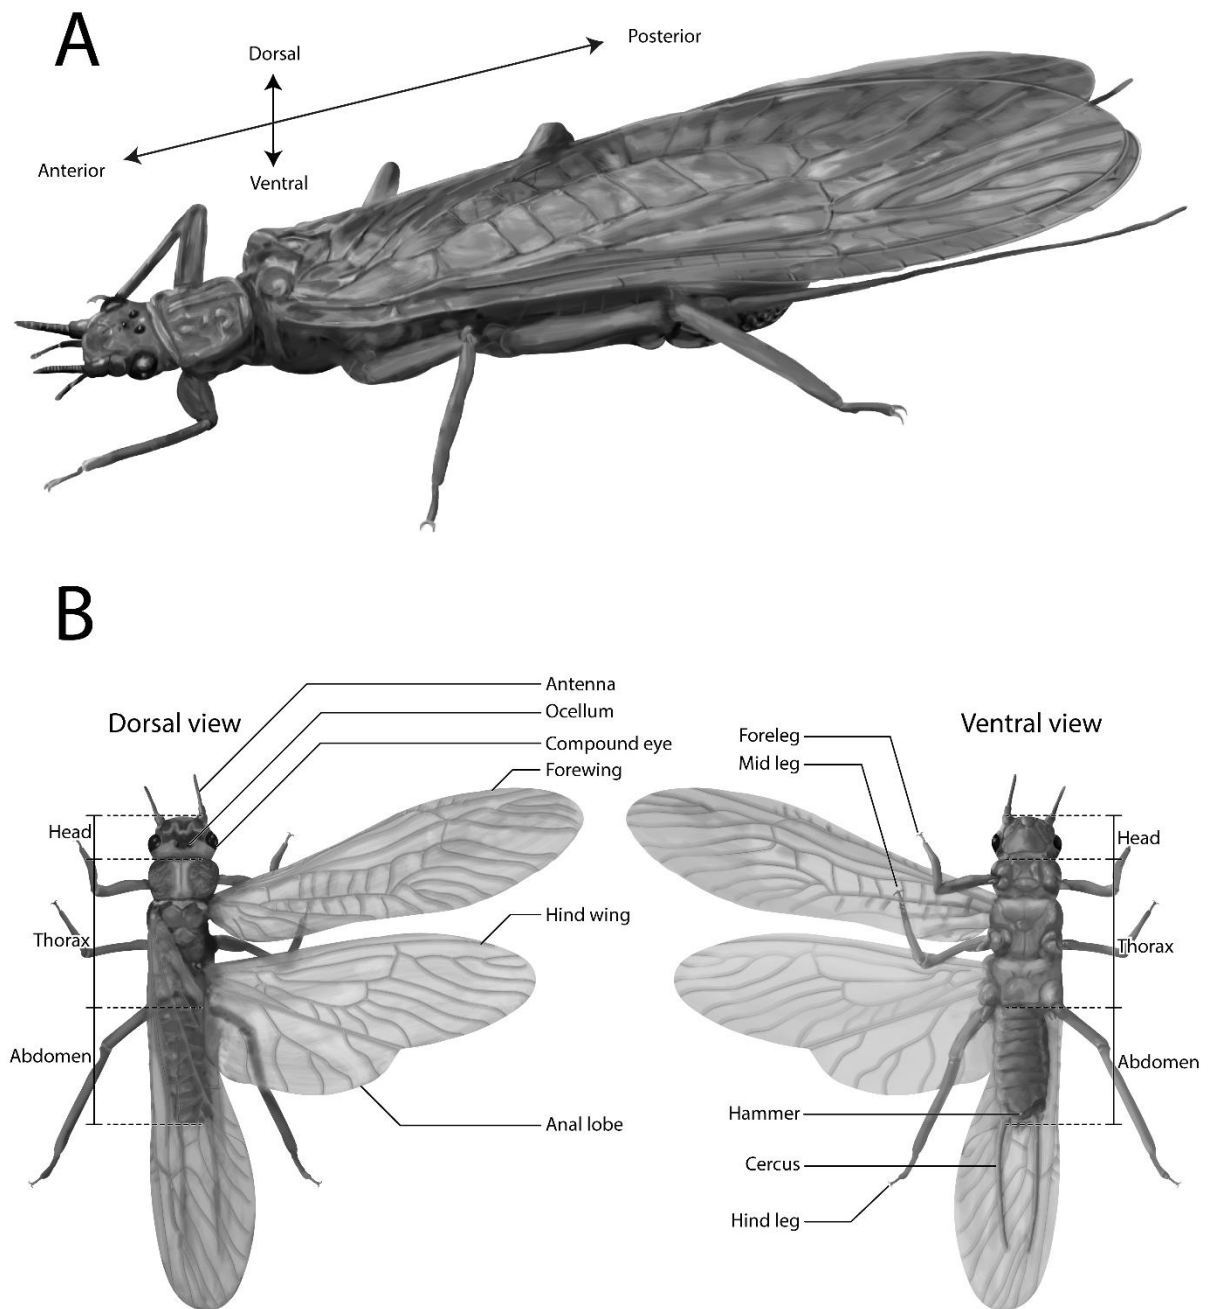 A
Dorsal
Posterior
Anterior
Ventral
B
Dorsal view
Antenna
Ocellum
Compound eye
Forewing
Head
Hind wing
Thorax
Abdomen
Anal lobe
Ventral view
Foreleg
Mid leg
Head
Thorax
Abdomen
Hammer
Cercus
Hind leg